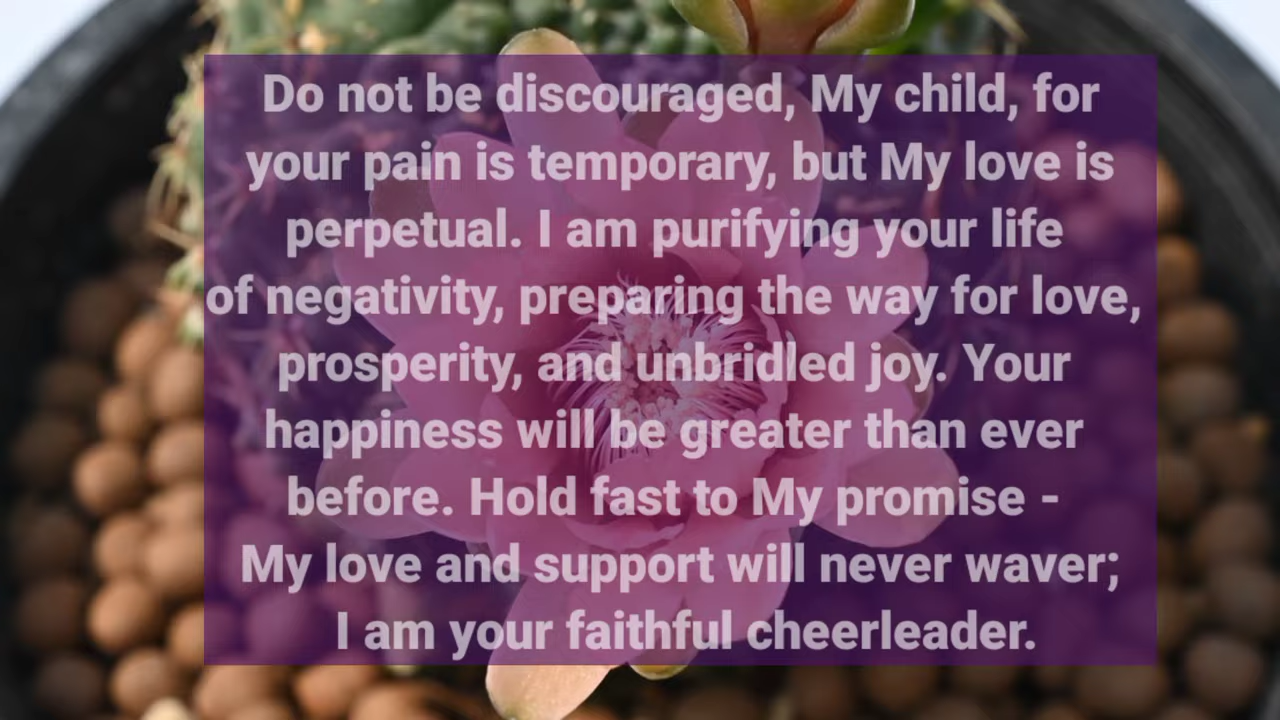 Do not be discouraged, My child, for
your pain is temporary, but My love is
perpetual. I am purifying your life
of negativity, preparing the way for love,
prosperity, and unbridled joy. Your
happiness will be greater than ever
before. Hold fast to My promise -
My love and support will never waver;
I am your faithful cheerleader.